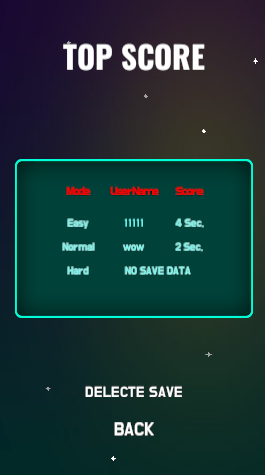 TOP SCORE
Mode UserName Score
Easy 11111 4 Sec,
Normal wow 2 Sec,
Hard NO SAVE DATA
DELECTE SAVE
BACK